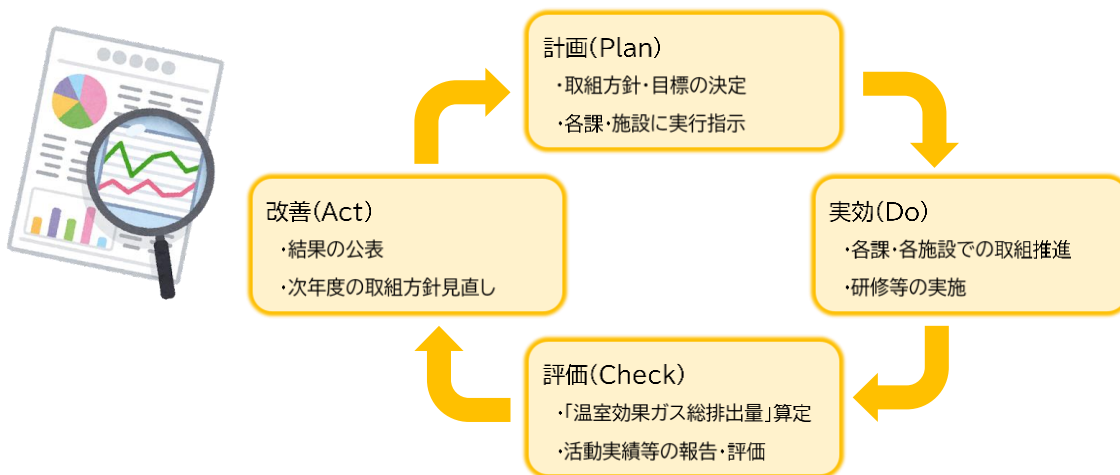 計画(Plan)
・取組方針・目標の決定
・各課・施設に実行指示
改善(Act)
・結果の公表
・次年度の取組方針見直し
実効(Do)
・各課・各施設での取組推進
・研修等の実施
評価(Check)
・「温室効果ガス総排出量」算定
・活動実績等の報告・評価